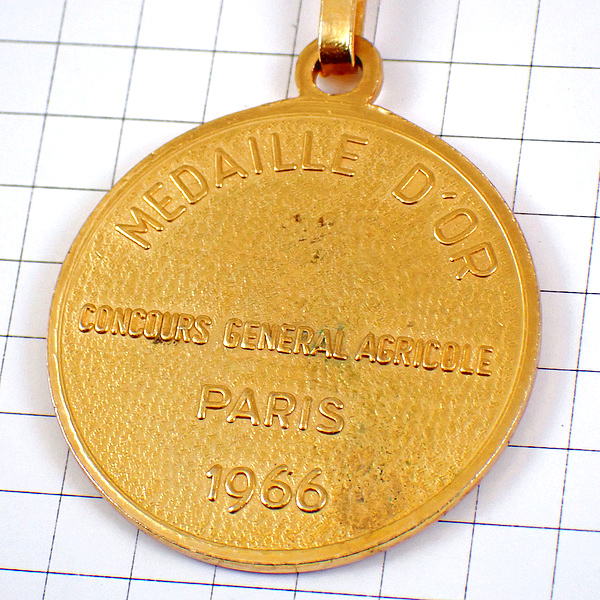 MEDAILLE D'OR
CONCOURS GENERAL AGRICOLE
PARIS
1966